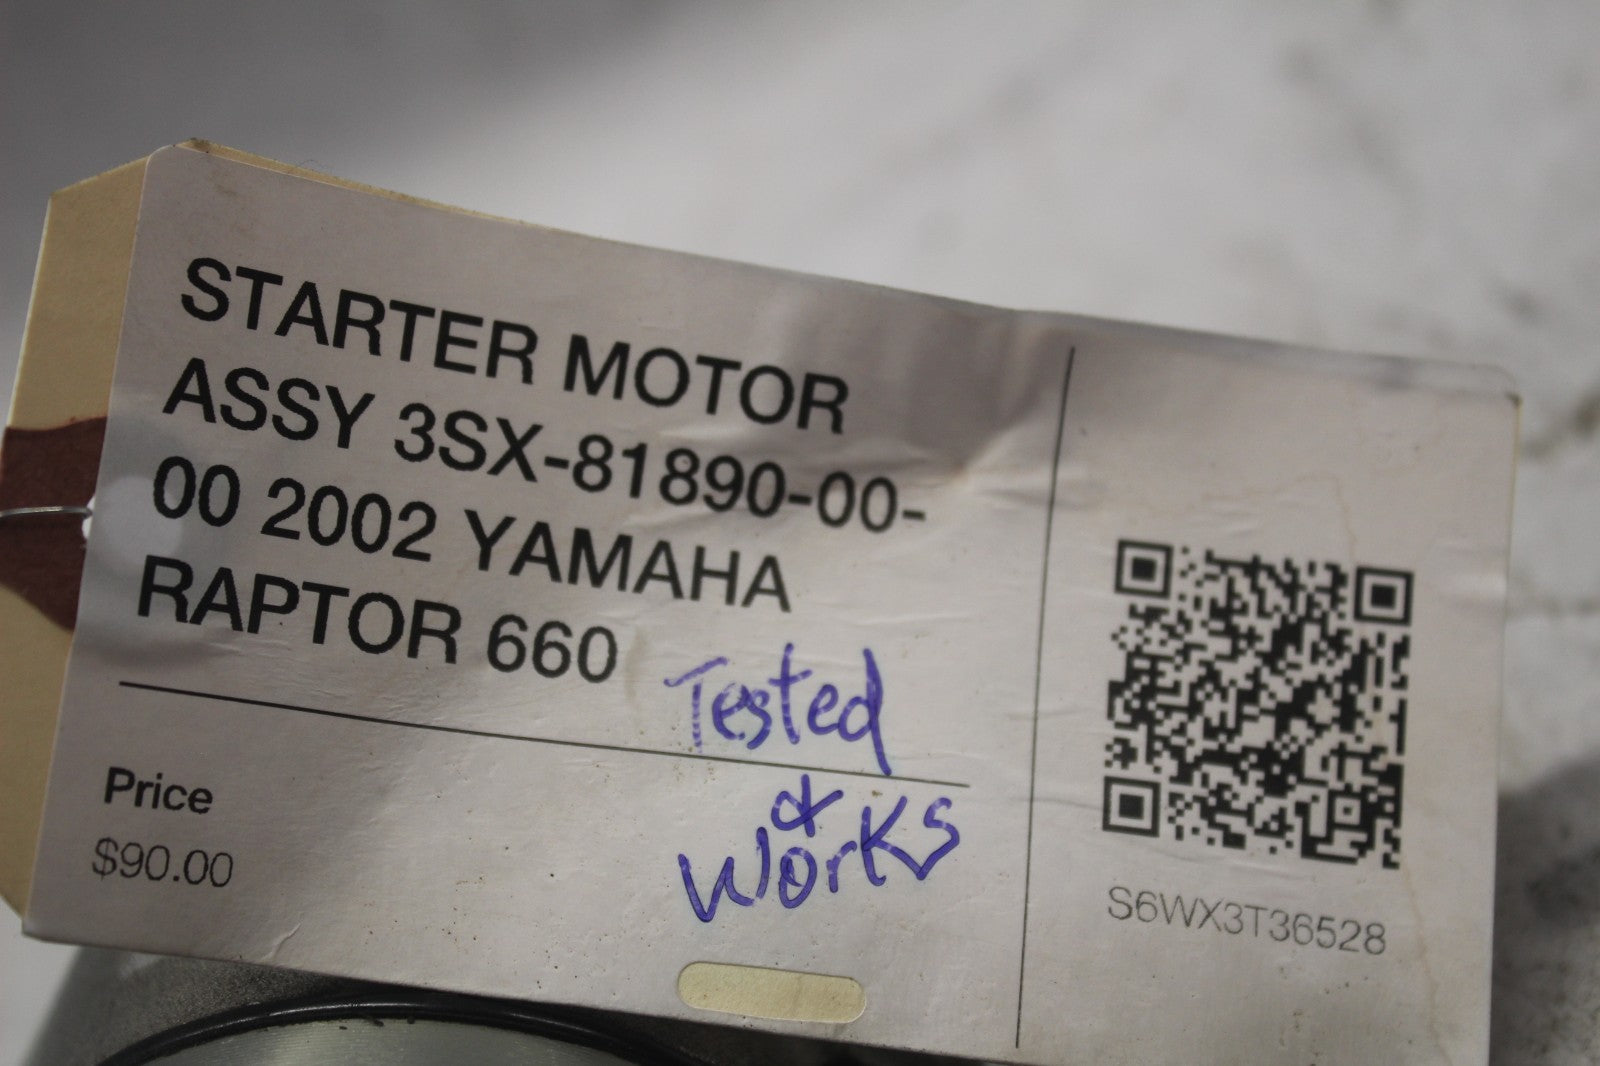 STARTER MOTOR
ASSY 3SX-81890-00-
00 2002 YAMAHA
RAPTOR 660
Tested
&
Works
Price
$90.00
S6WX3T36528